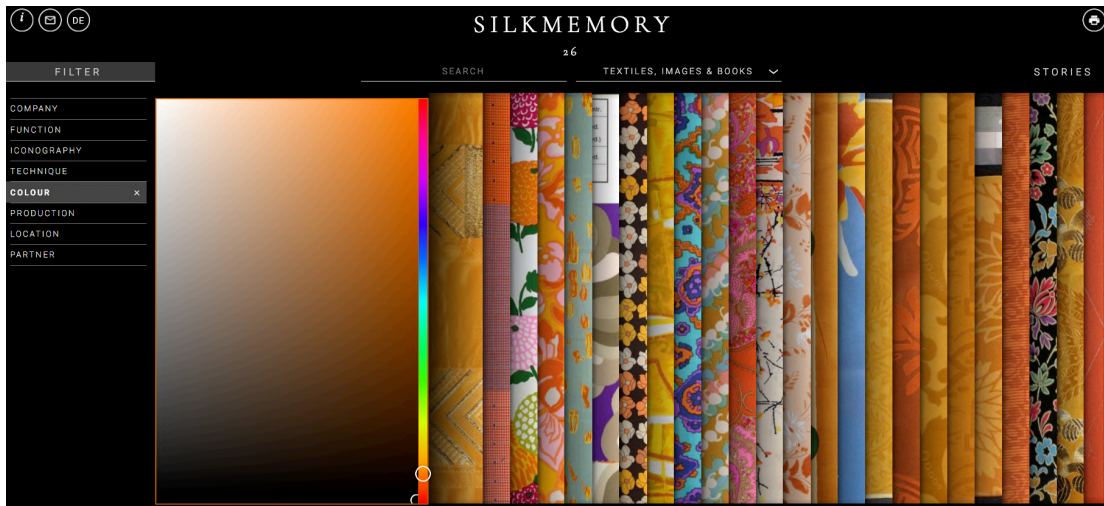 i
DE
SILKMEMORY
26
FILTER
SEARCH
TEXTILES, IMAGES & BOOKS
STORIES
COMPANY
FUNCTION
ICONOGRAPHY
TECHNIQUE
COLOUR ×
PRODUCTION
LOCATION
PARTNER